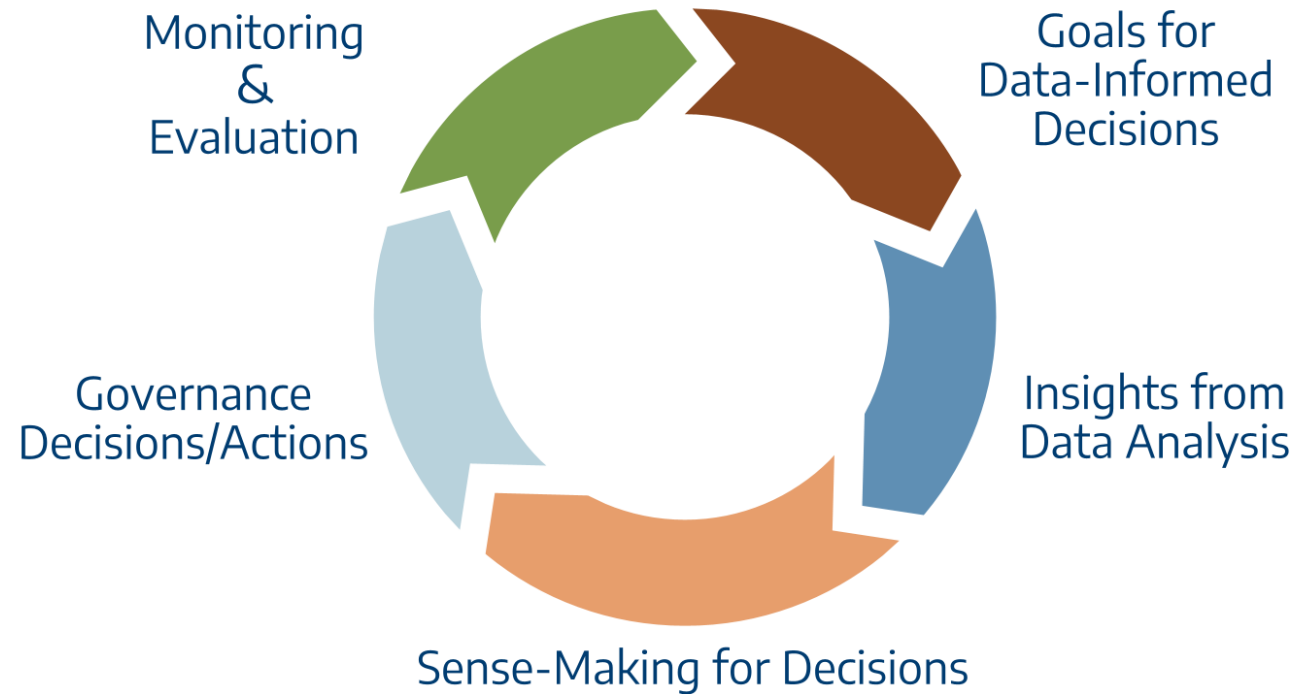 Monitoring
&
Evaluation
Goals for
Data-Informed
Decisions
Governance
Decisions/Actions
Insights from
Data Analysis
Sense-Making for Decisions